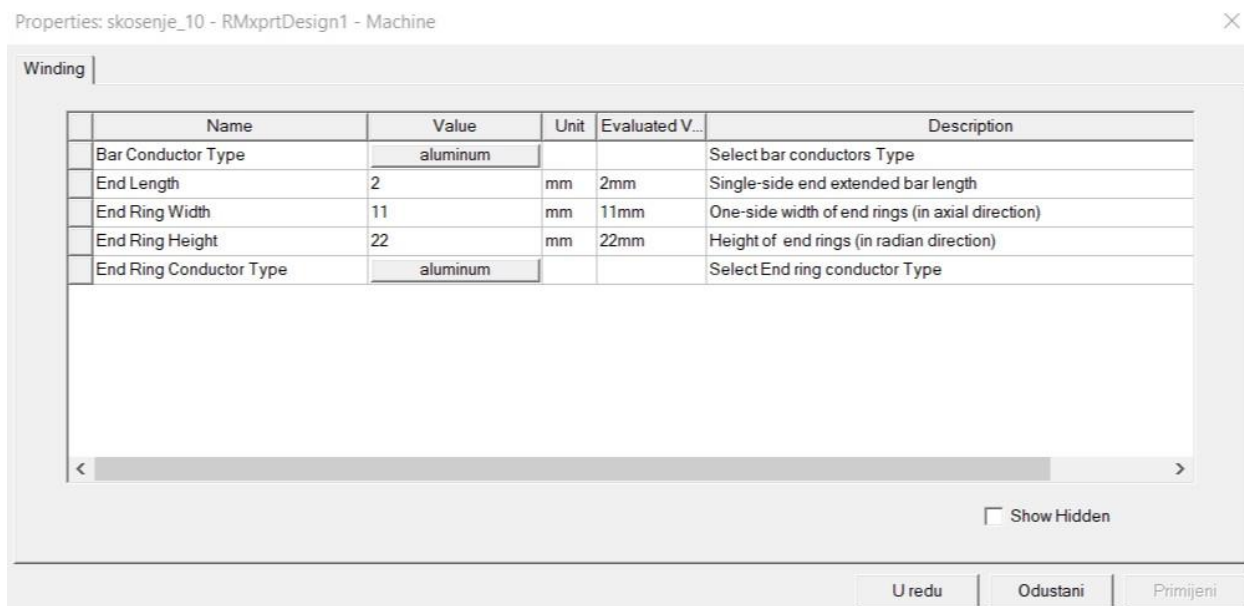 Properties: skosenje_10 - RMxprtDesign1 - Machine
Winding
Name Value Unit Evaluated V... Description
Bar Conductor Type aluminum Select bar conductors Type
End Length 2 mm 2mm Single-side end extended bar length
End Ring Width 11 mm 11mm One-side width of end rings (in axial direction)
End Ring Height 22 mm 22mm Height of end rings (in radian direction)
End Ring Conductor Type aluminum Select End ring conductor Type
Show Hidden
U redu Odustani Primijeni